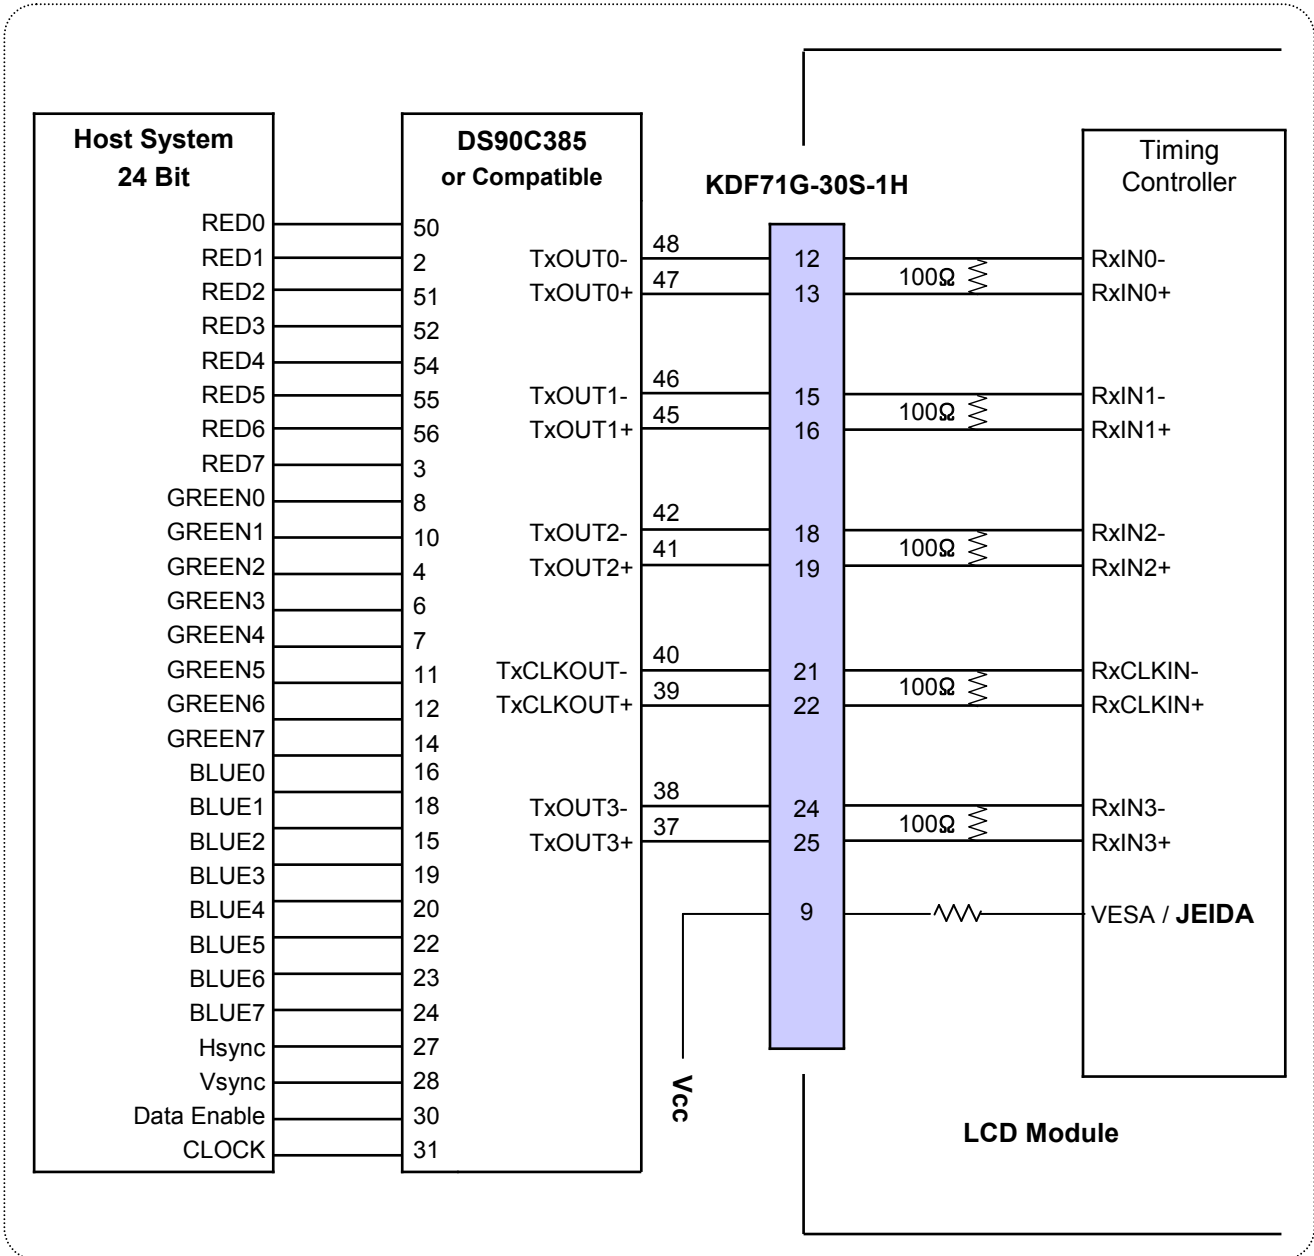 Host System
24 Bit
RED0
RED1
RED2
RED3
RED4
RED5
RED6
RED7
GREEN0
GREEN1
GREEN2
GREEN3
GREEN4
GREEN5
GREEN6
GREEN7
BLUE0
BLUE1
BLUE2
BLUE3
BLUE4
BLUE5
BLUE6
BLUE7
Hsync
Vsync
Data Enable
CLOCK
DS90C385
or Compatible
50
2
51
52
54
55
56
3
8
10
4
6
7
11
12
14
16
18
15
19
20
22
23
24
27
28
30
31
TxOUT0-
TxOUT0+
TxOUT1-
TxOUT1+
TxOUT2-
TxOUT2+
TxCLKOUT-
TxCLKOUT+
TxOUT3-
TxOUT3+
48
47
46
45
42
41
40
39
38
37
Vcc
KDF71G-30S-1H
12
13
15
16
18
19
21
22
24
25
9
100Ω
100Ω
100Ω
100Ω
100Ω
Timing
Controller
RxIN0-
RxIN0+
RxIN1-
RxIN1+
RxIN2-
RxIN2+
RxCLKIN-
RxCLKIN+
RxIN3-
RxIN3+
VESA / JEIDA
LCD Module